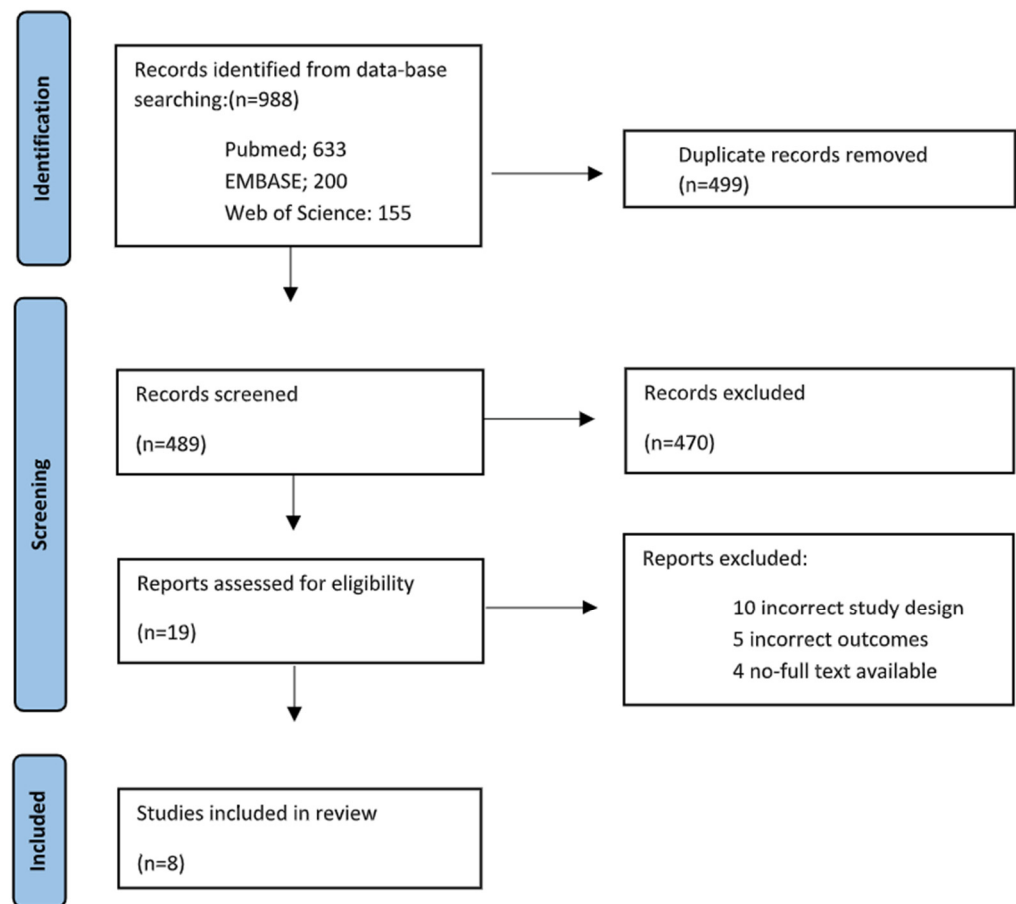 Identification
Records identified from data-base
searching:(n=988)
Pubmed; 633
EMBASE; 200
Web of Science: 155
Duplicate records removed
(n=499)
Screening
Records screened
(n=489)
Records excluded
(n=470)
Reports assessed for eligibility
(n=19)
Reports excluded:
10 incorrect study design
5 incorrect outcomes
4 no-full text available
Included
Studies included in review
(n=8)